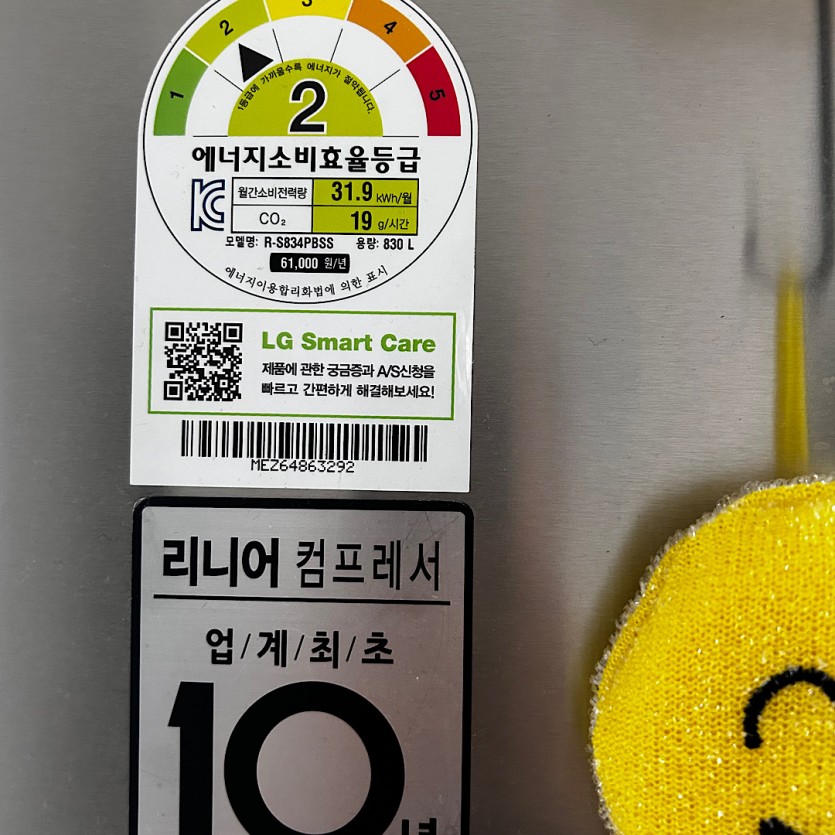 1 2 3 4 5
1등급에 가까울수록 에너지가 절약됩니다.
2
에너지소비효율등급
월간소비전력량 31.9 kWh/월
CO₂ 19 g/시간
모델명: R-S834PBSS 용량: 830 L
61,000 원/년
에너지이용합리화법에 의한 표시
LG Smart Care
제품에 관한 궁금증과 A/S신청을
빠르고 간편하게 해결해보세요!
MEZ64863292
리니어 컴프레서
업/계/최/초
10년